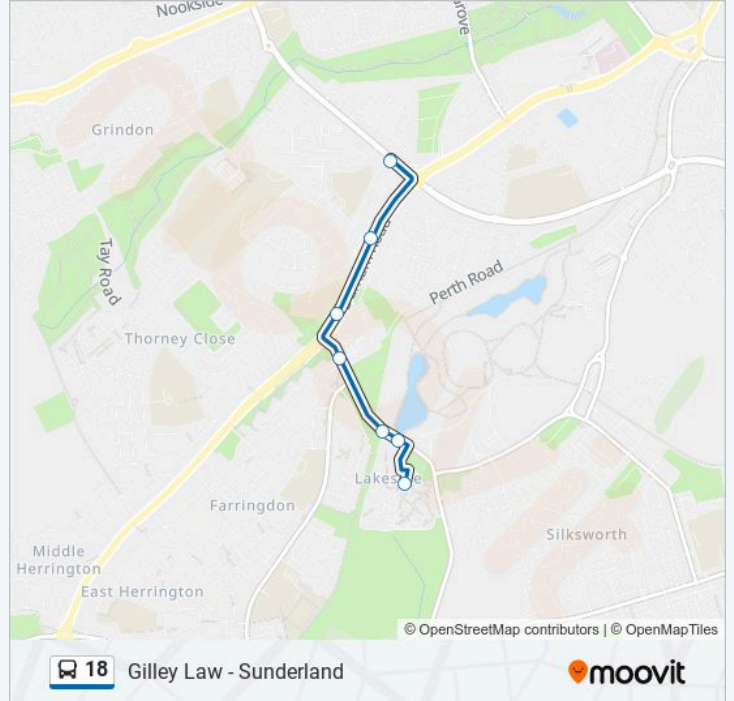 Nookside
Grindon
Tay Road
Perth Road
Thorney Close
Lakeside
Farringdon
Silksworth
Middle
Herrington
East Herrington
© OpenStreetMap contributors | © OpenMapTiles
18 Gilley Law - Sunderland
moovit